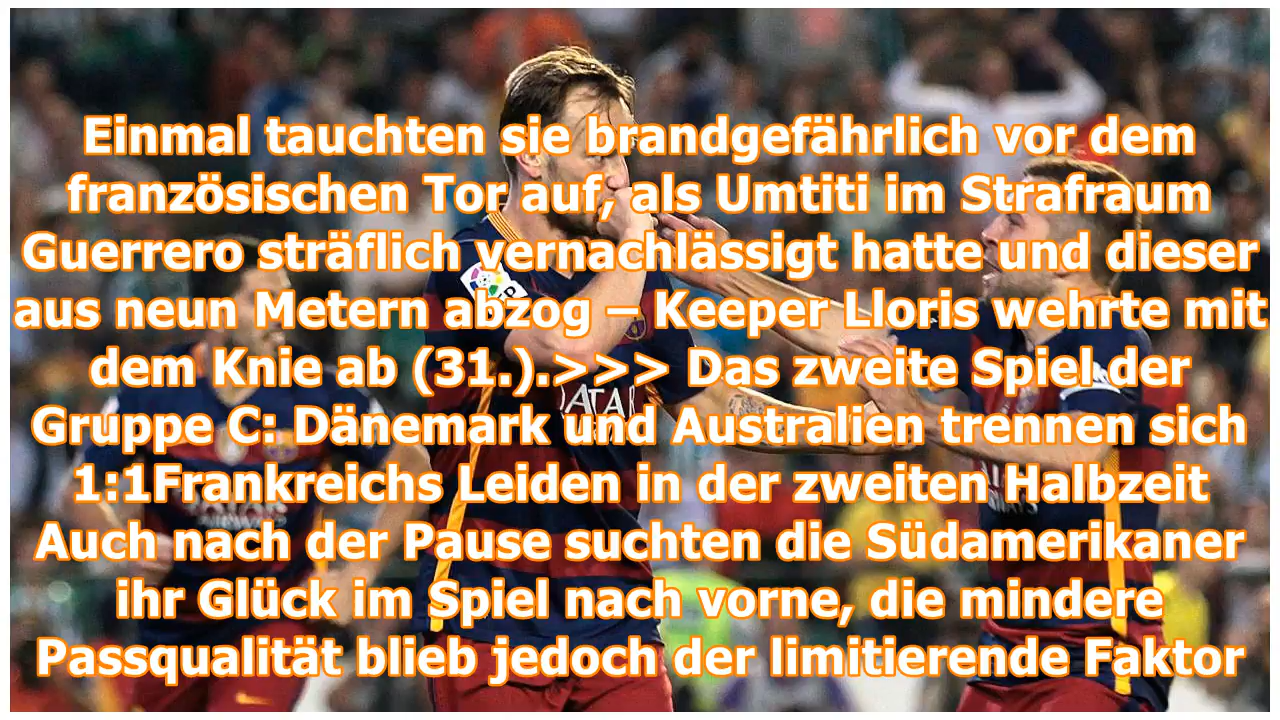 Einmal tauchten sie brandgefährlich vor dem
französischen Tor auf, als Umtiti im Strafraum
Guerrero sträflich vernachlässigt hatte und dieser
aus neun Metern abzog – Keeper Lloris wehrte mit
dem Knie ab (31.).>>> Das zweite Spiel der
Gruppe C: Dänemark und Australien trennen sich
1:1Frankreichs Leiden in der zweiten Halbzeit
Auch nach der Pause suchten die Südamerikaner
ihr Glück im Spiel nach vorne, die mindere
Passqualität blieb jedoch der limitierende Faktor